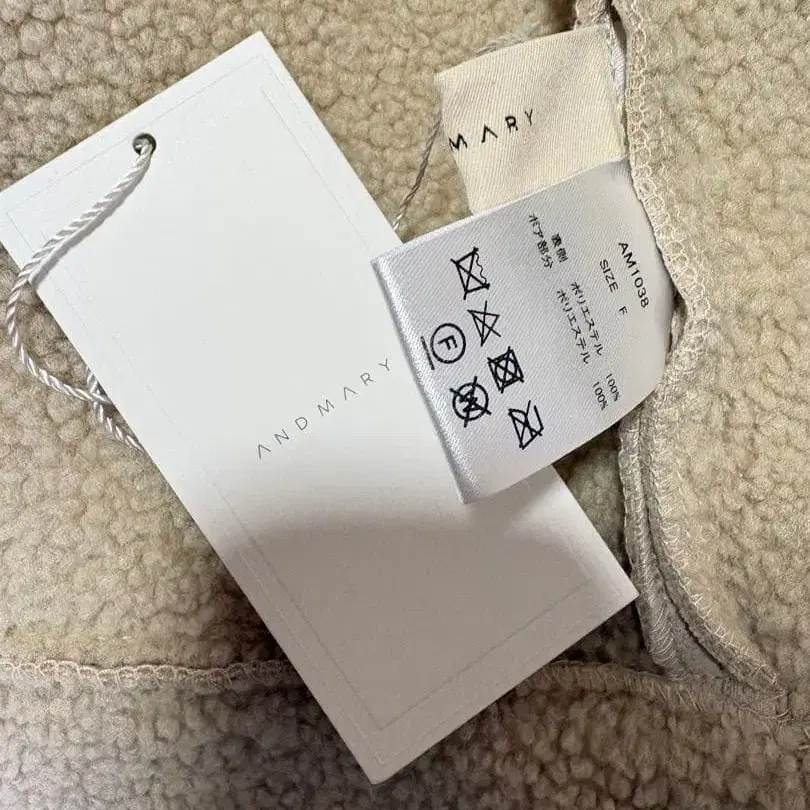 MARY
AM1038
SIZE F
裏側 ポリエステル 100%
ボア部分 ポリエステル 100%
F
W
ANDMARY